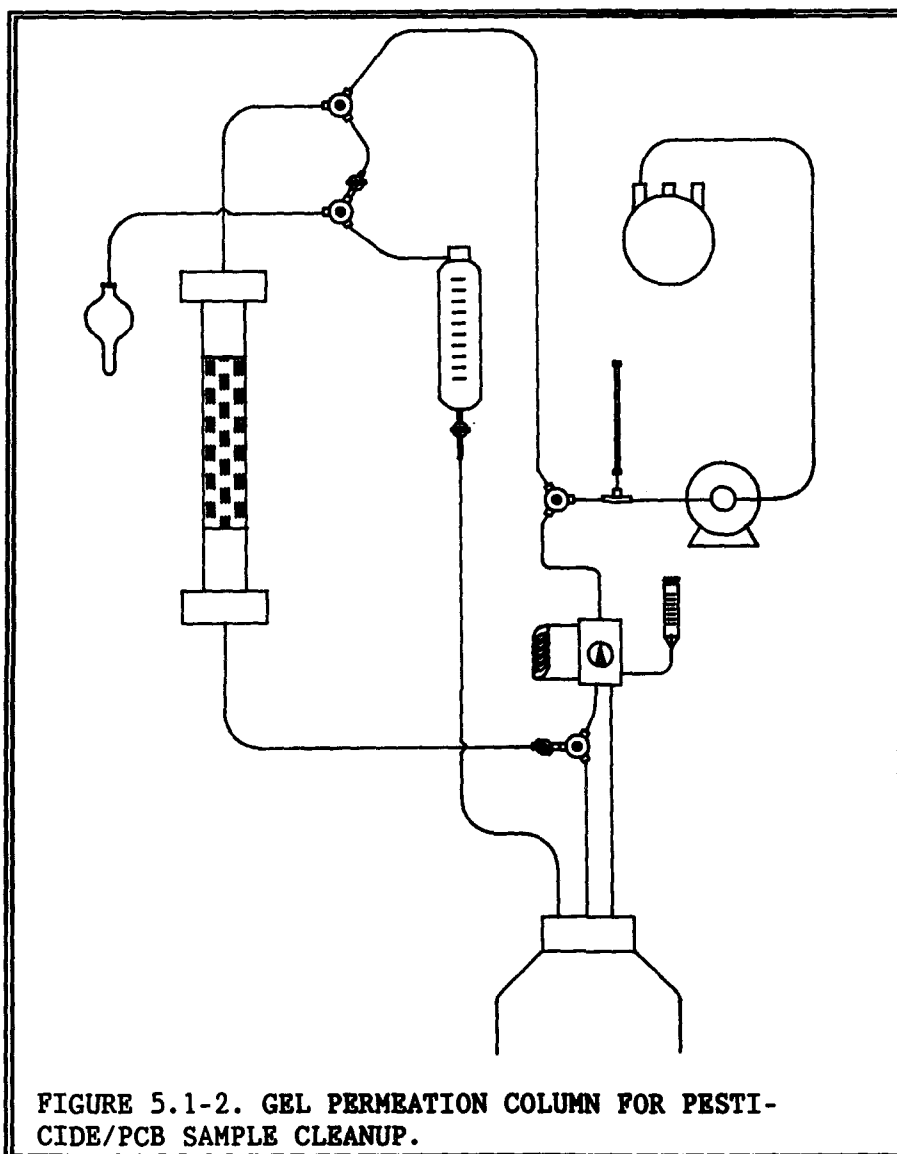 FIGURE 5.1-2. GEL PERMEATION COLUMN FOR PESTI-
CIDE/PCB SAMPLE CLEANUP.